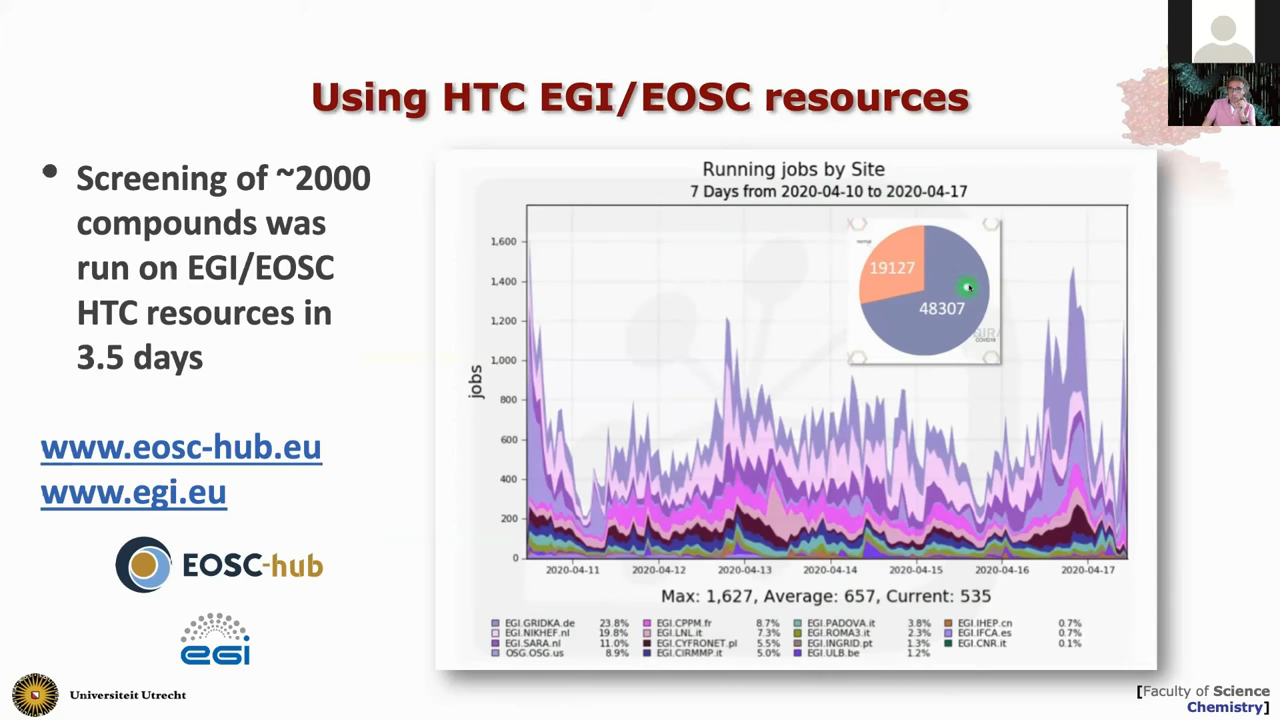 Using HTC EGI/EOSC resources
• Screening of ~2000
compounds was
run on EGI/EOSC
HTC resources in
3.5 days
www.eosc-hub.eu
www.egi.eu
EOSC-hub
egi
Universiteit Utrecht
Running jobs by Site
7 Days from 2020-04-10 to 2020-04-17
jobs
1,600
1,400
1,200
1,000
800
600
400
200
0
19127
48307
COVID19
2020-04-11 2020-04-12 2020-04-13 2020-04-14 2020-04-15 2020-04-16 2020-04-17
Max: 1,627, Average: 657, Current: 535
EGI.GRIDKA.de 23.8% EGI.CPPM.fr 8.7% EGI.PADOVA.it 3.8% EGI.IHEP.cn 0.7%
EGI.NIKHEF.nl 19.8% EGI.LNL.it 7.3% EGI.ROMA3.it 2.3% EGI.IFCA.es 0.7%
EGI.SARA.nl 11.0% EGI.CYFRONET.pl 5.5% EGI.INGRID.pt 1.3% EGI.CNR.it 0.1%
OSG.OSG.us 8.9% EGI.CIRMMP.it 5.0% EGI.ULB.be 1.2%
[Faculty of Science
Chemistry]